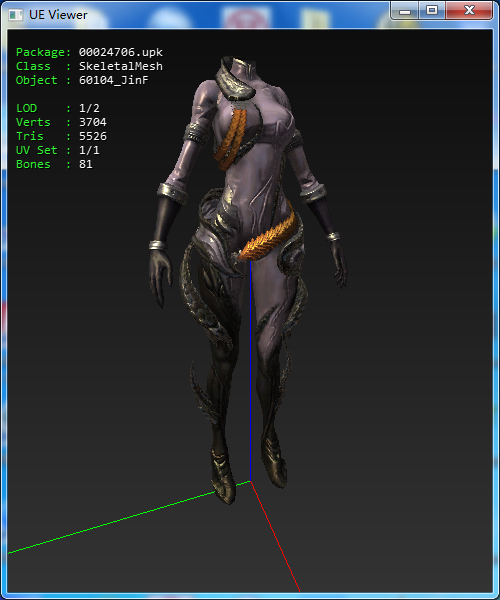 UE Viewer
Package: 00024706.upk
Class  : SkeletalMesh
Object : 60104_JinF
LOD    : 1/2
Verts  : 3704
Tris   : 5526
UV Set : 1/1
Bones  : 81